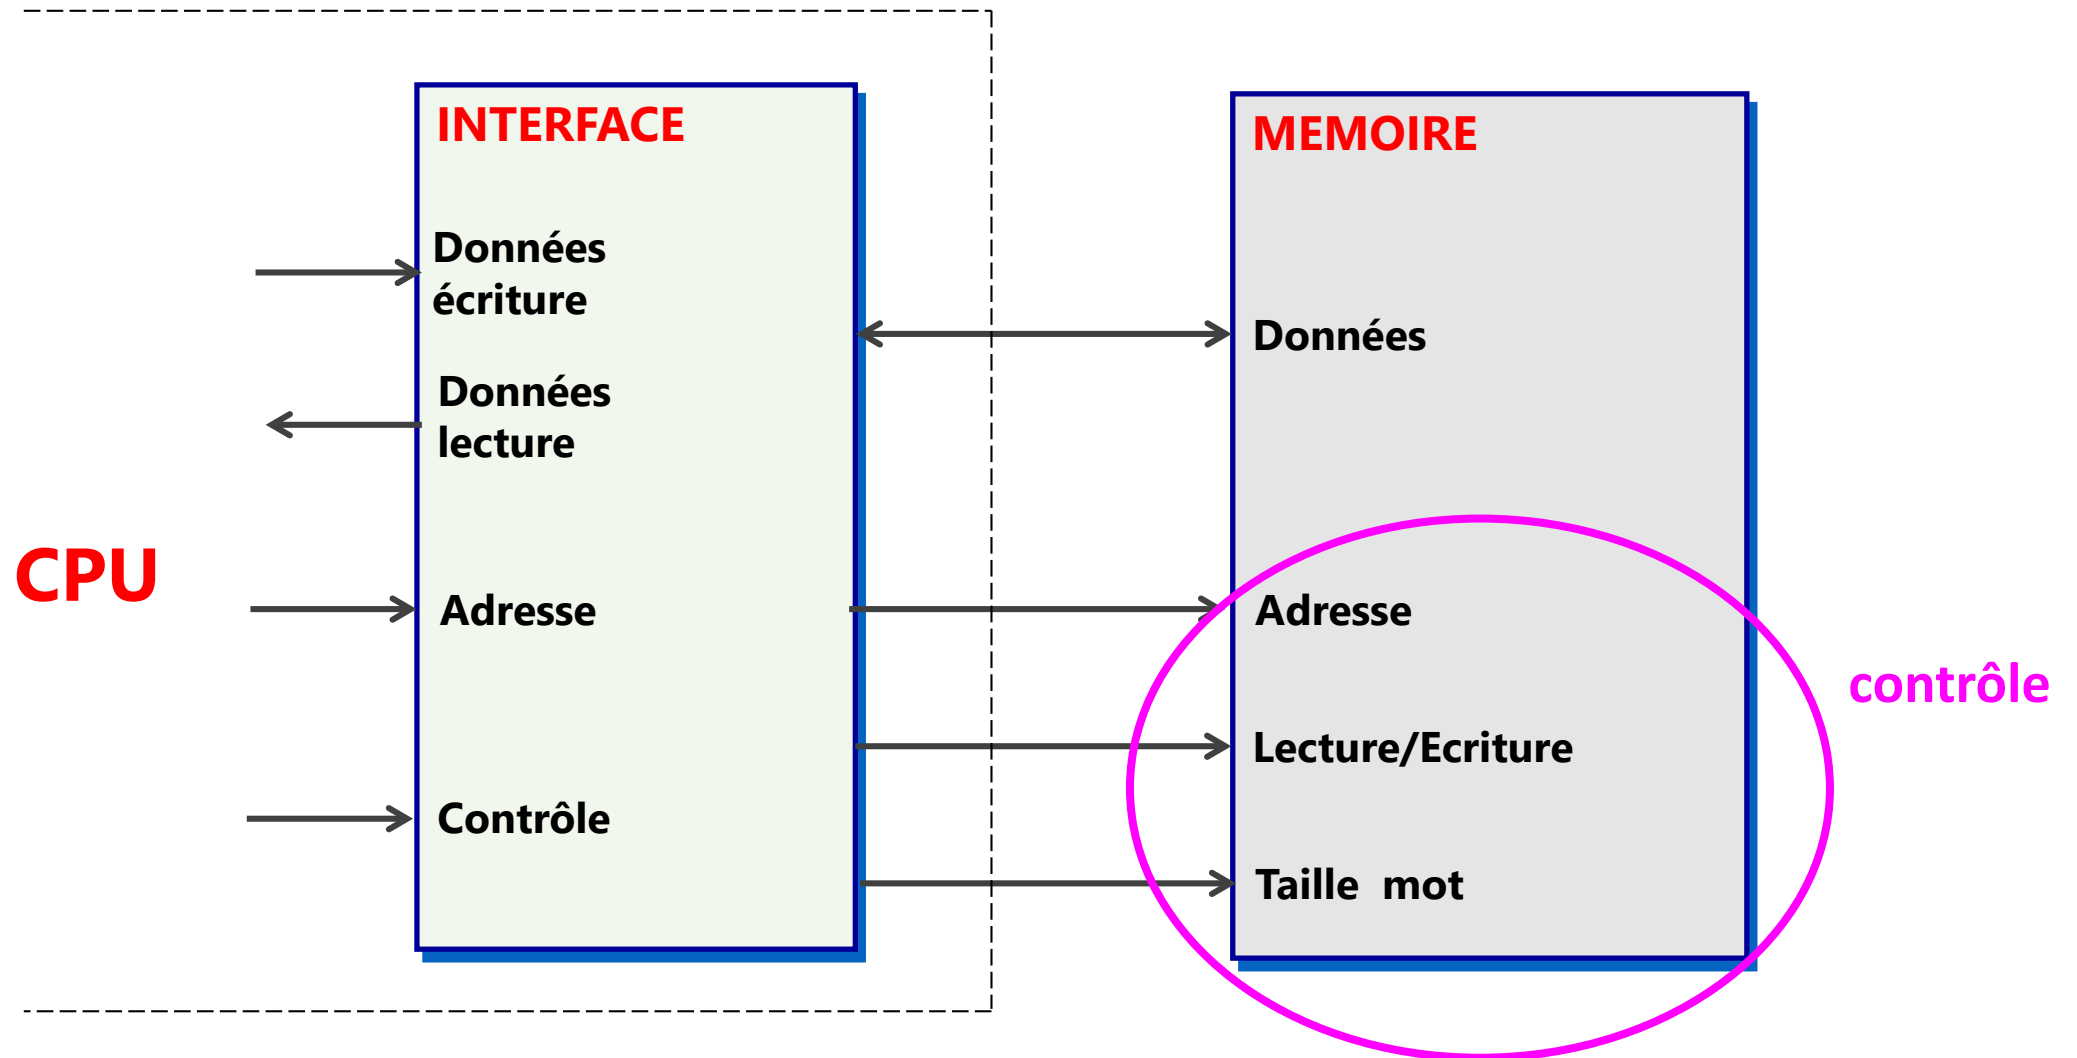 INTERFACE
MEMOIRE
Données
écriture
Données
Données
lecture
CPU
Adresse
Adresse
contrôle
Lecture/Ecriture
Contrôle
Taille mot